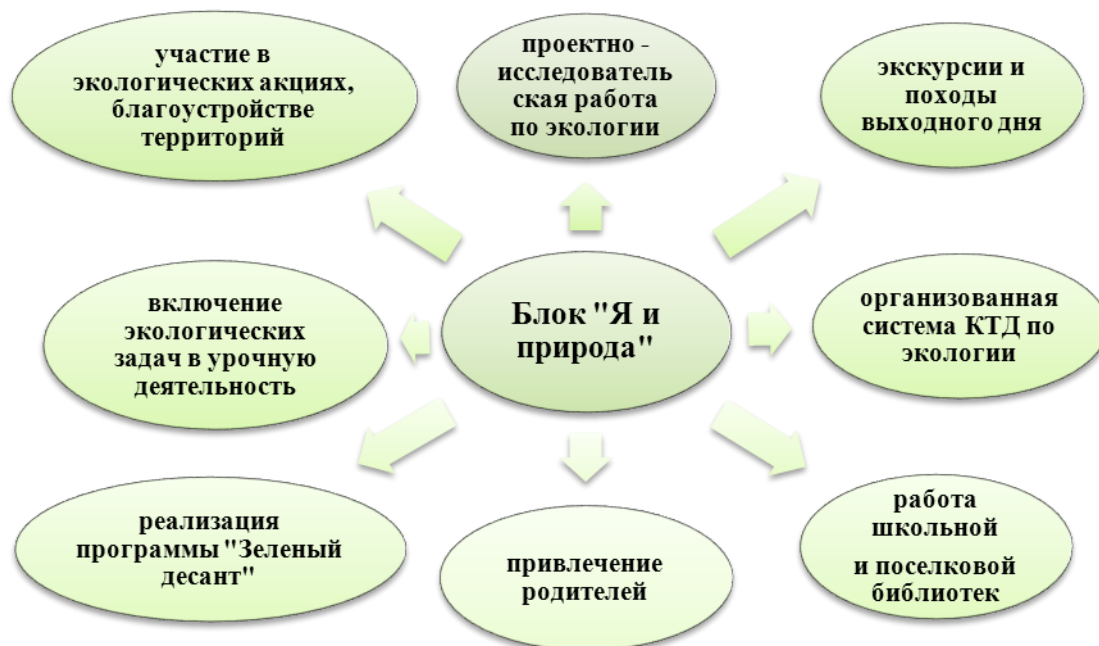 участие в
экологических акциях,
благоустройстве
территорий
проектно -
исследователь
ская работа
по экологии
экскурсии и
походы
выходного дня
включение
экологических
задач в урочную
деятельность
Блок "Я и
природа"
организованная
система КТД по
экологии
реализация
программы "Зеленый
десант"
привлечение
родителей
работа
школьной
и поселковой
библиотек